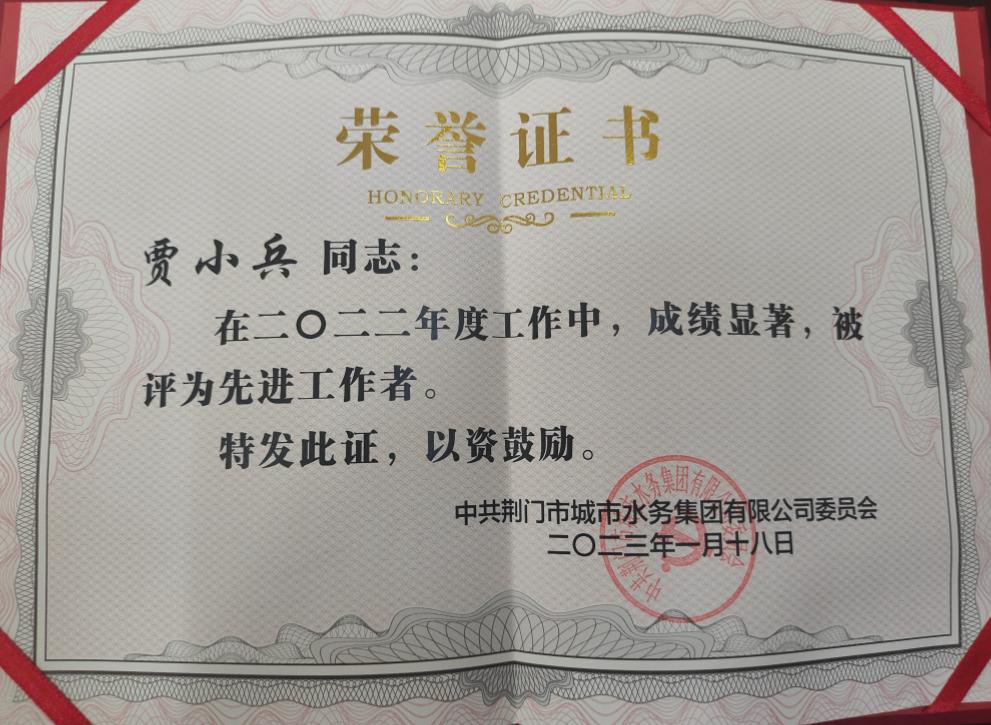 荣誉证书
HONORARY CREDENTIAL
贾小兵 同志：
在二〇二二年度工作中，成绩显著，被
评为先进工作者。
特发此证，以资鼓励。
中共荆门市城市水务集团有限公司委员会
二〇二三年一月十八日